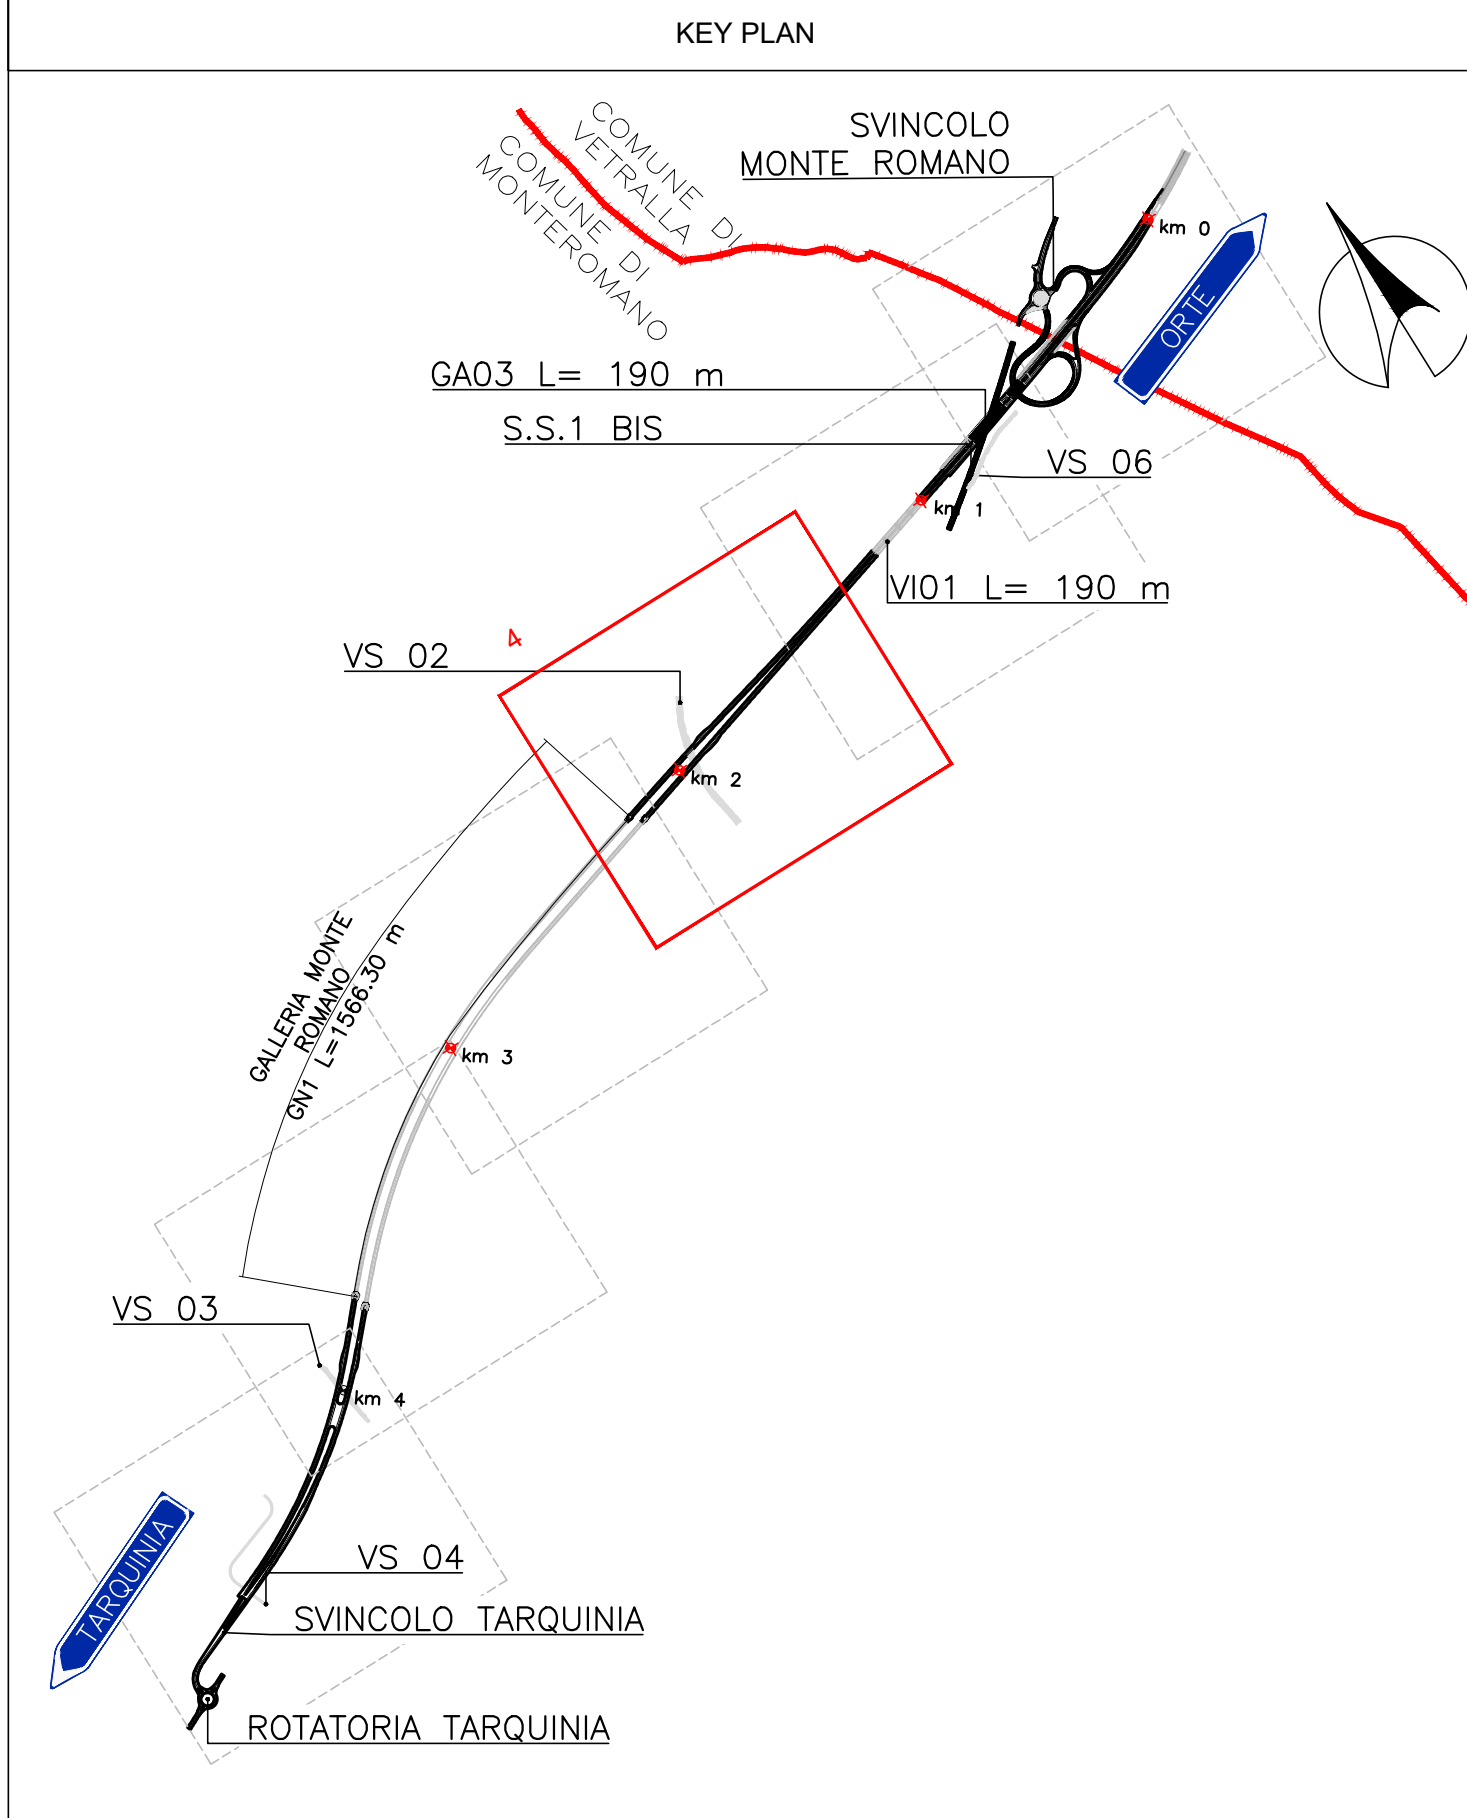 KEY PLAN
COMUNE DI
VETRALLA
COMUNE DI
MONTEROMANO
SVINCOLO
MONTE ROMANO
km 0
ORTE
GA03 L= 190 m
S.S.1 BIS
VS 06
km 1
VI01 L= 190 m
4
VS 02
km 2
GALLERIA MONTE
ROMANO
GN1 L=1566.30 m
km 3
VS 03
km 4
TARQUINIA
VS 04
SVINCOLO TARQUINIA
ROTATORIA TARQUINIA